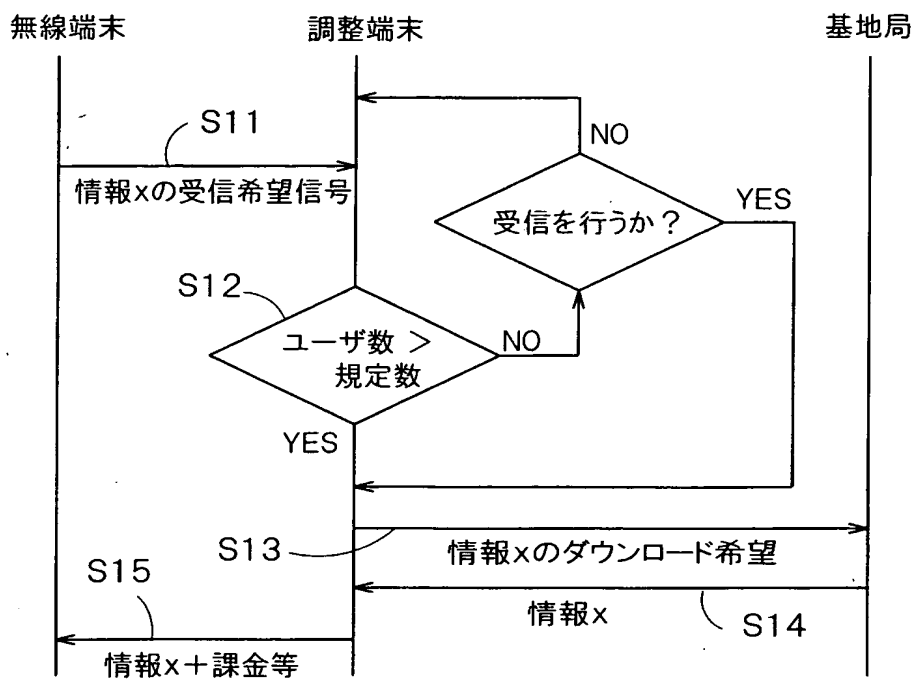 無線端末
調整端末
基地局
S11
NO
情報xの受信希望信号
受信を行うか?
YES
S12
ユーザ数 >
規定数
NO
YES
S13
情報xのダウンロード希望
S15
情報x
S14
情報x+課金等